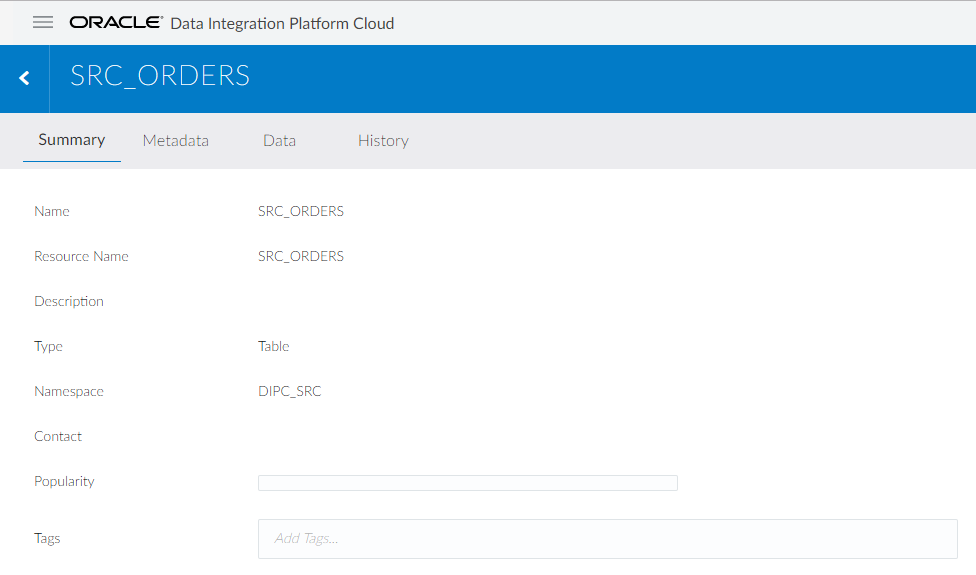 ORACLE® Data Integration Platform Cloud
SRC_ORDERS
Summary Metadata Data History
Name SRC_ORDERS
Resource Name SRC_ORDERS
Description
Type Table
Namespace DIPC_SRC
Contact
Popularity
Tags Add Tags...